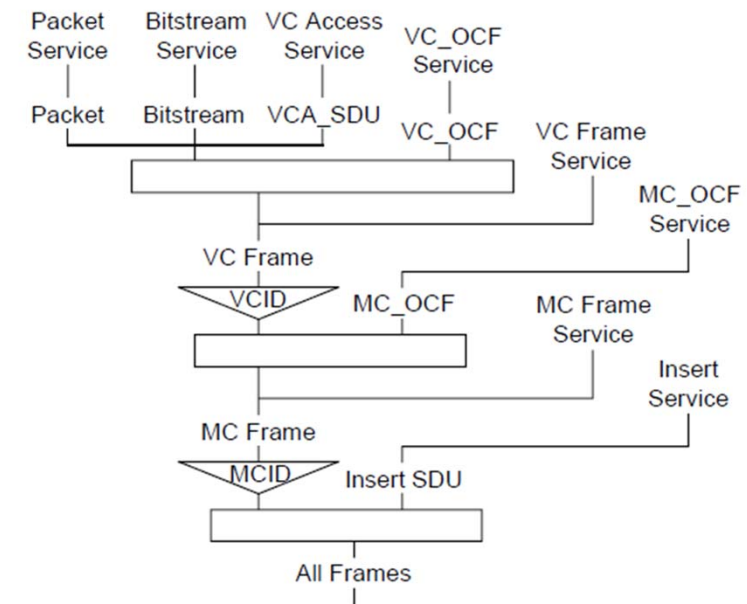 Packet
Service
Bitstream
Service
VC Access
Service
VC_OCF
Service
Packet
Bitstream
VCA_SDU
VC_OCF
VC Frame
Service
MC_OCF
Service
VC Frame
VCID
MC_OCF
MC Frame
Service
Insert
Service
MC Frame
MCID
Insert SDU
All Frames